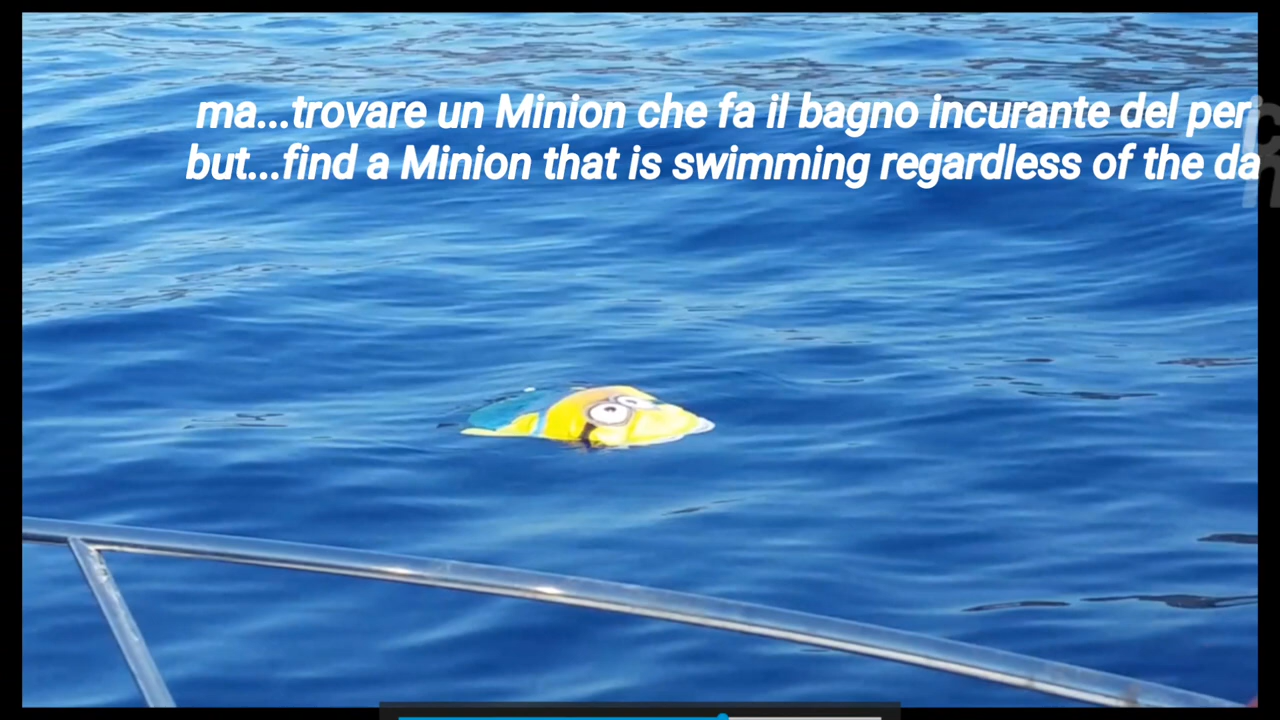 ma...trovare un Minion che fa il bagno incurante del per
but...find a Minion that is swimming regardless of the da